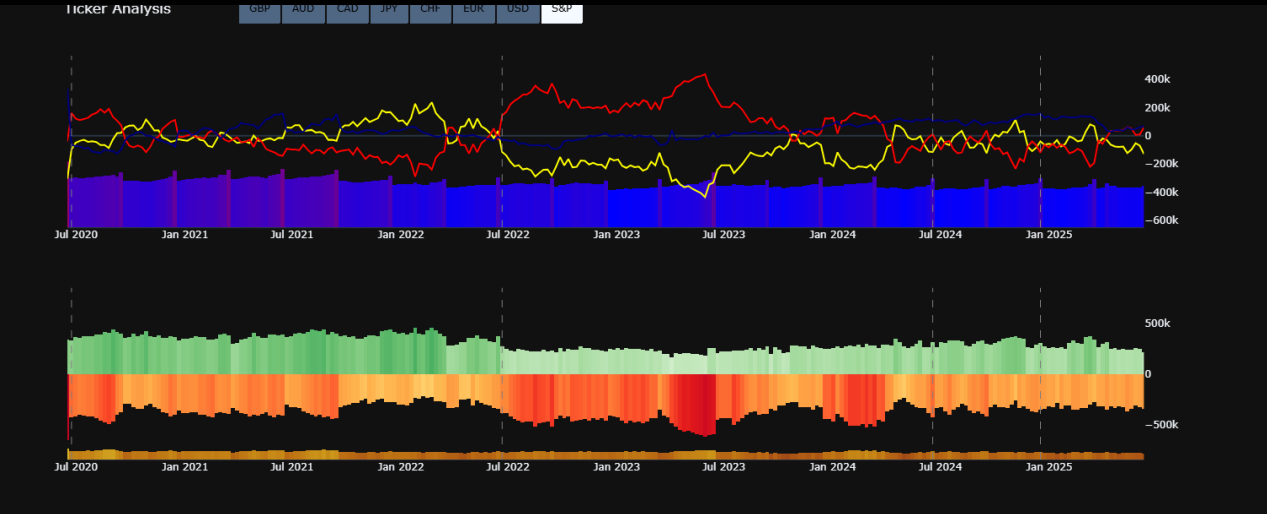 Ticker Analysis
GBP AUD CAD JPY CHF EUR USD S&P
400k
200k
0
−200k
−400k
−600k
Jul 2020 Jan 2021 Jul 2021 Jan 2022 Jul 2022 Jan 2023 Jul 2023 Jan 2024 Jul 2024 Jan 2025
500k
0
−500k
Jul 2020 Jan 2021 Jul 2021 Jan 2022 Jul 2022 Jan 2023 Jul 2023 Jan 2024 Jul 2024 Jan 2025